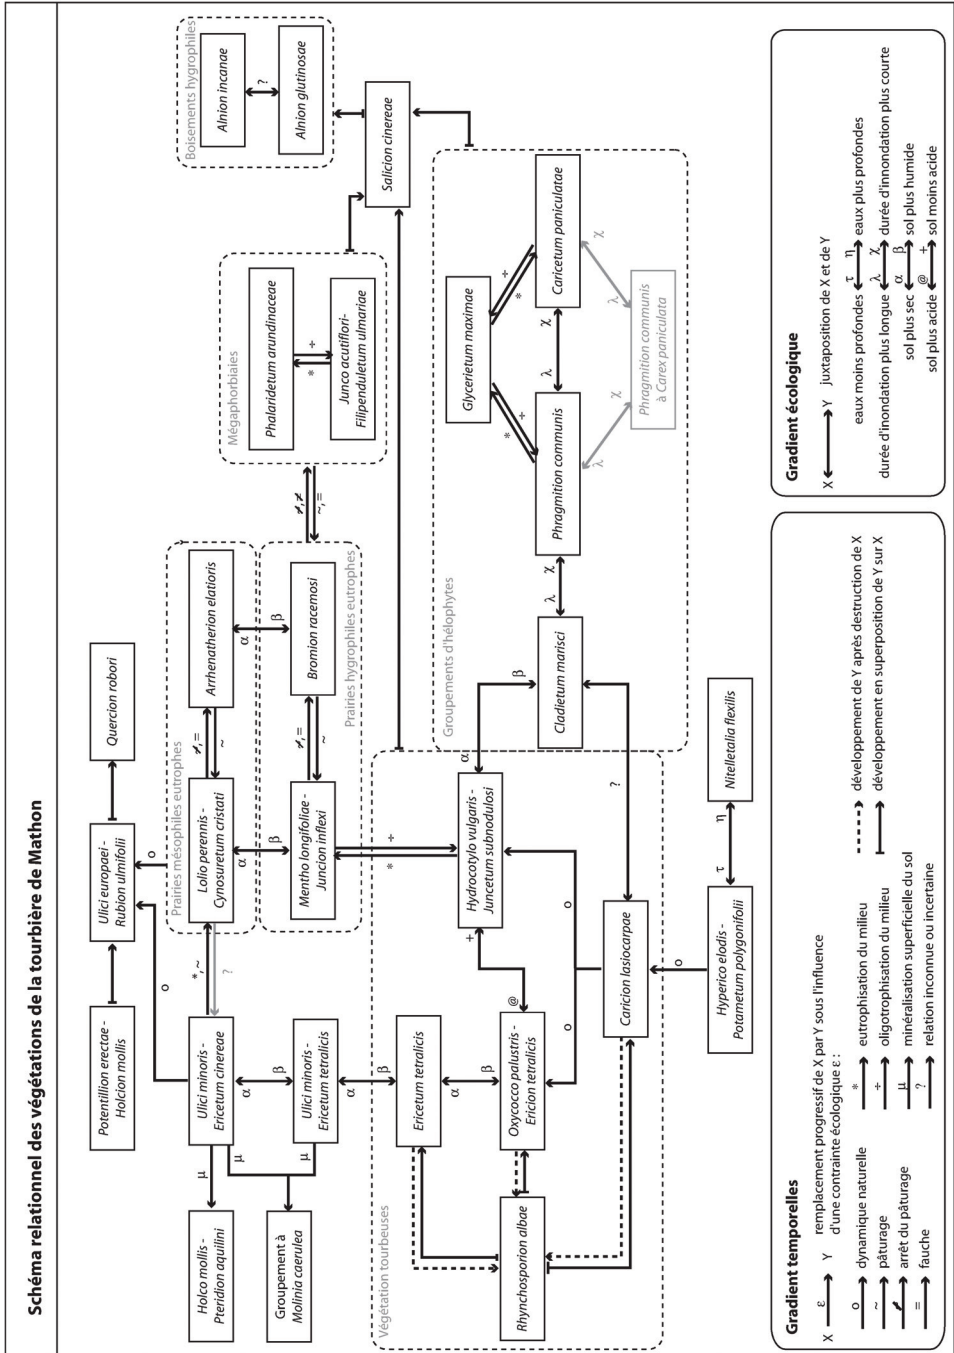 Schéma relationnel des végétations de la tourbière de Mathon
Potentillion erectae -
Holcion mollis
Ulici europaei -
Rubion ulmifolii
Quercion robori
Boisements hygrophiles
Alnion incanae
?
Alnion glutinosae
Holco mollis -
Pteridion aquilini
Groupement à
Molinia caerulea
μ
μ
μ
o
o
Ulici minoris -
Ericetum cinereae
*, ~
?
α
β
Ulici minoris -
Ericetum tetralicis
α
β
Prairies mésophiles eutrophes
Lolio perennis -
Cynosuretum cristati
~̷,=
~
Arrhenatherion elatioris
α
β
α
β
Mentho longifoliae -
Juncion inflexi
~̷,=
~
Bromion racemosi
Prairies hygrophiles eutrophes
~̷,≠
~,=
Mégaphorbiaies
Phalaridetum arundinaceae
*
÷
Junco acutiflori-
Filipenduletum ulmariae
Salicion cinereae
Végétation tourbeuses
Ericetum tetralicis
α
β
Oxycocco palustris -
Ericion tetralicis
Rhynchosporion albae
@
+
Hydrocotylo vulgaris -
Juncetum subnodulosi
*
÷
o
o
Caricion lasiocarpae
?
α
β
Groupements d'hélophytes
Cladietum marisci
λ
χ
Phragmition communis
*
÷
Glycerietum maximae
*
÷
λ
χ
Caricetum paniculatae
λ
χ
λ
χ
Phragmition communis
à Carex paniculata
o
Hyperico elodis -
Potametum polygonifolii
τ
η
Nitelletalia flexilis
Gradient temporelles
X
ε
Y
remplacement progressif de X par Y sous l'influence
d'une contrainte écologique ε :
o
dynamique naturelle
~
pâturage
~̷
arrêt du pâturage
=
fauche
*
eutrophisation du milieu
÷
oligotrophisation du milieu
μ
minéralisation superficielle du sol
?
relation inconnue ou incertaine
développement de Y après destruction de X
développement en superposition de Y sur X
Gradient écologique
X
Y
juxtaposition de X et de Y
eaux moins profondes
τ
η
eaux plus profondes
durée d'inondation plus longue
λ
χ
durée d'innondation plus courte
sol plus sec
α
β
sol plus humide
sol plus acide
@
+
sol moins acide